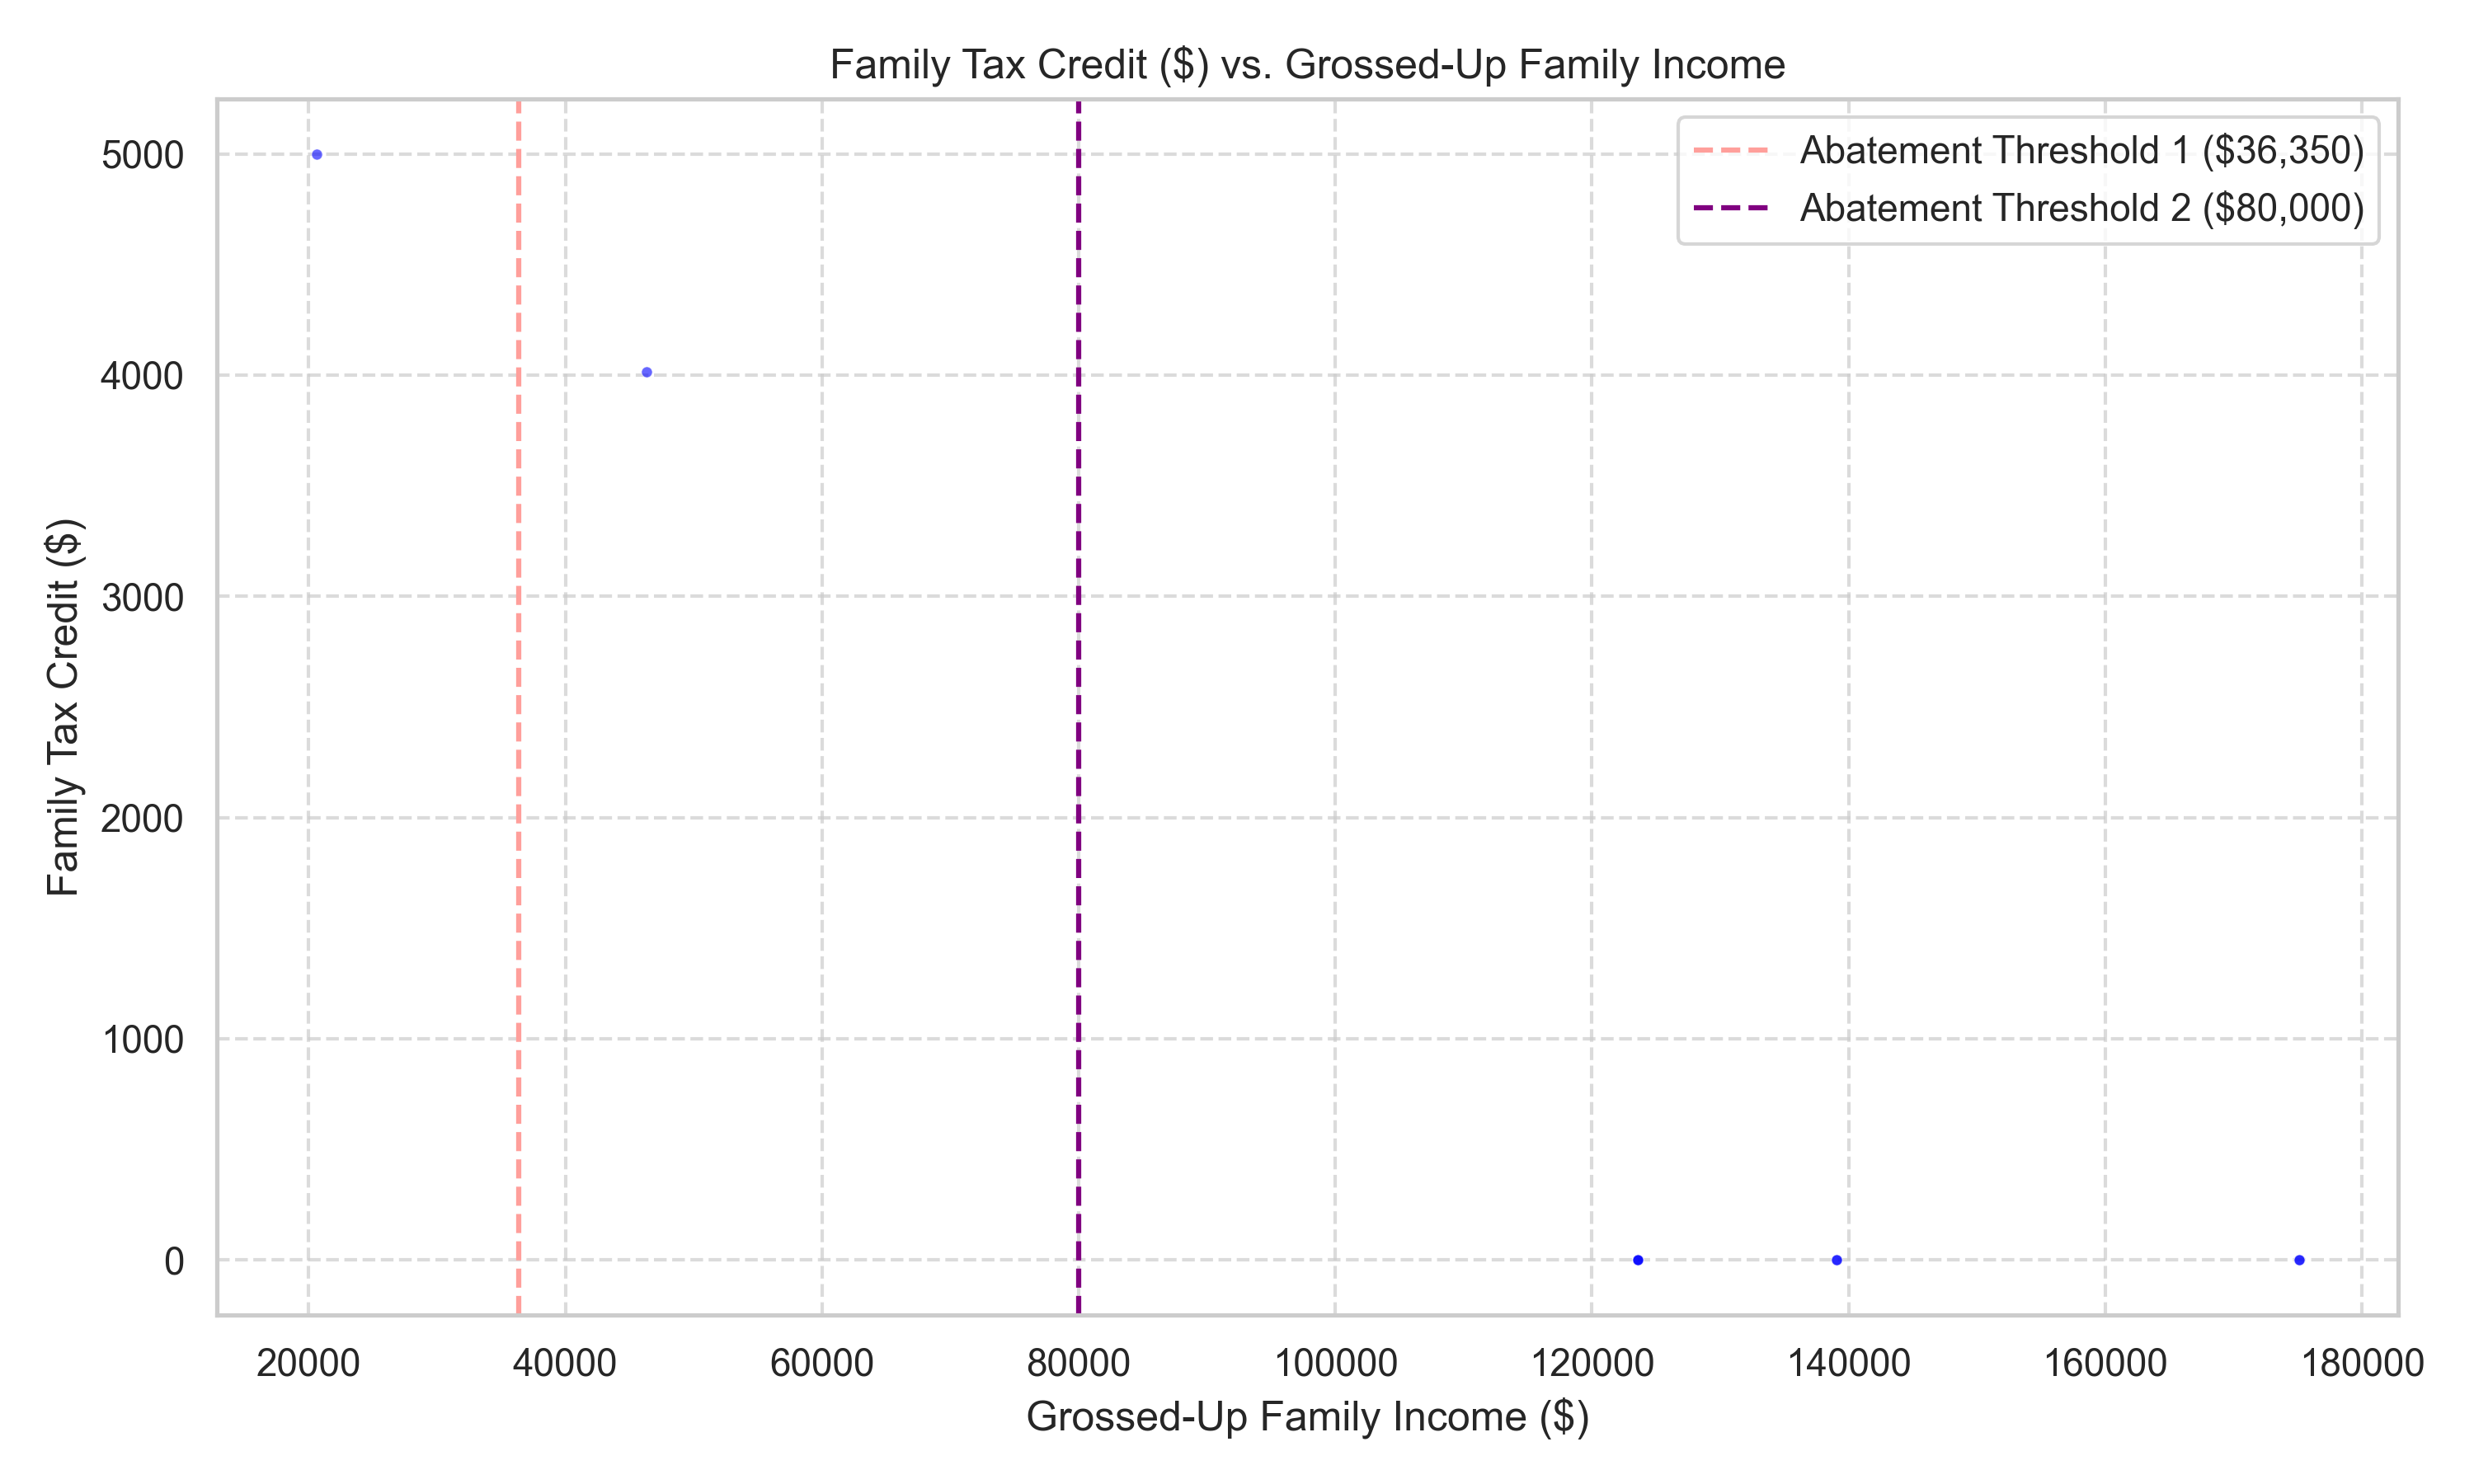 Family Tax Credit ($) vs. Grossed-Up Family Income
Abatement Threshold 1 ($36,350)
Abatement Threshold 2 ($80,000)
Family Tax Credit ($)
5000
4000
3000
2000
1000
0
20000 40000 60000 80000 100000 120000 140000 160000 180000
Grossed-Up Family Income ($)